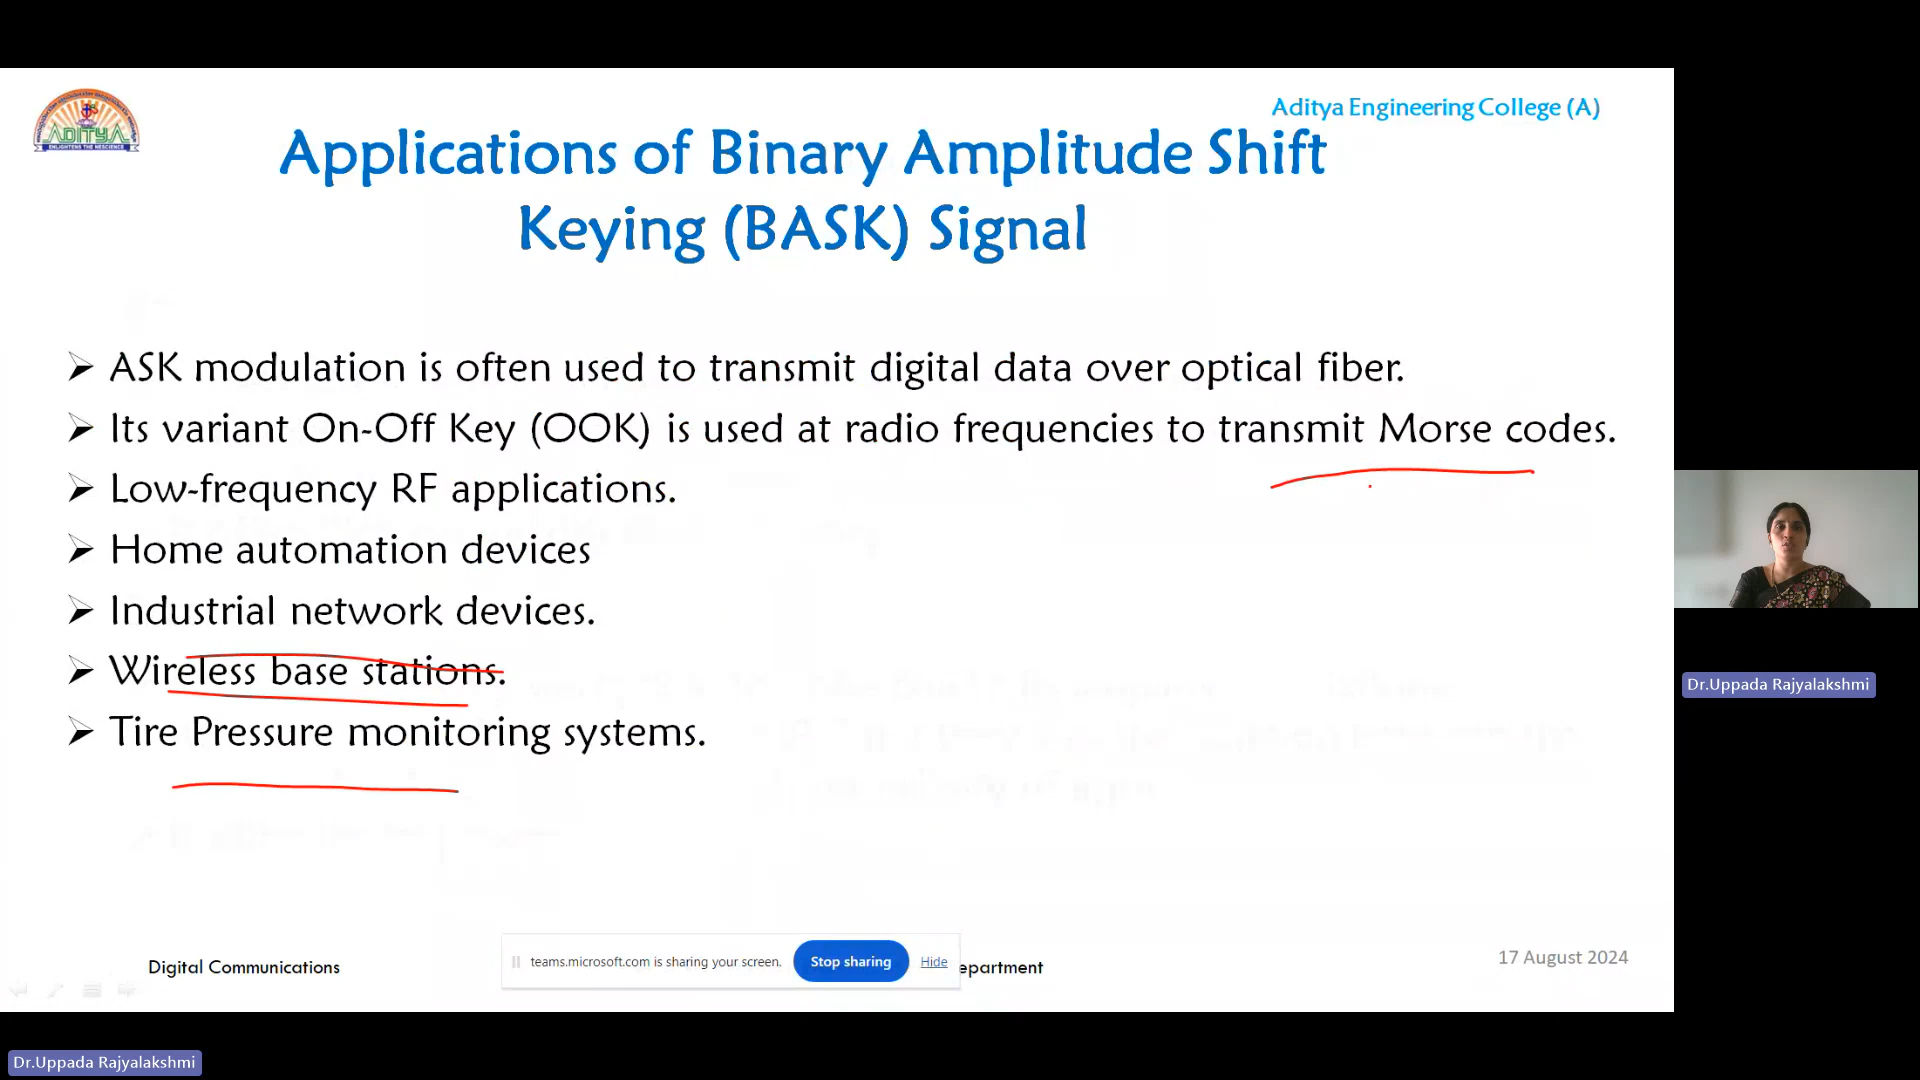 Aditya Engineering College (A)
ADITYA
ENLIGHTENS THE NESCIENCE
Applications of Binary Amplitude Shift
Keying (BASK) Signal
➢ ASK modulation is often used to transmit digital data over optical fiber.
➢ Its variant On-Off Key (OOK) is used at radio frequencies to transmit Morse codes.
➢ Low-frequency RF applications.
➢ Home automation devices
➢ Industrial network devices.
➢ Wireless base stations.
➢ Tire Pressure monitoring systems.
Dr.Uppada Rajyalakshmi
Digital Communications
teams.microsoft.com is sharing your screen.
Stop sharing
Hide
epartment
17 August 2024
Dr.Uppada Rajyalakshmi